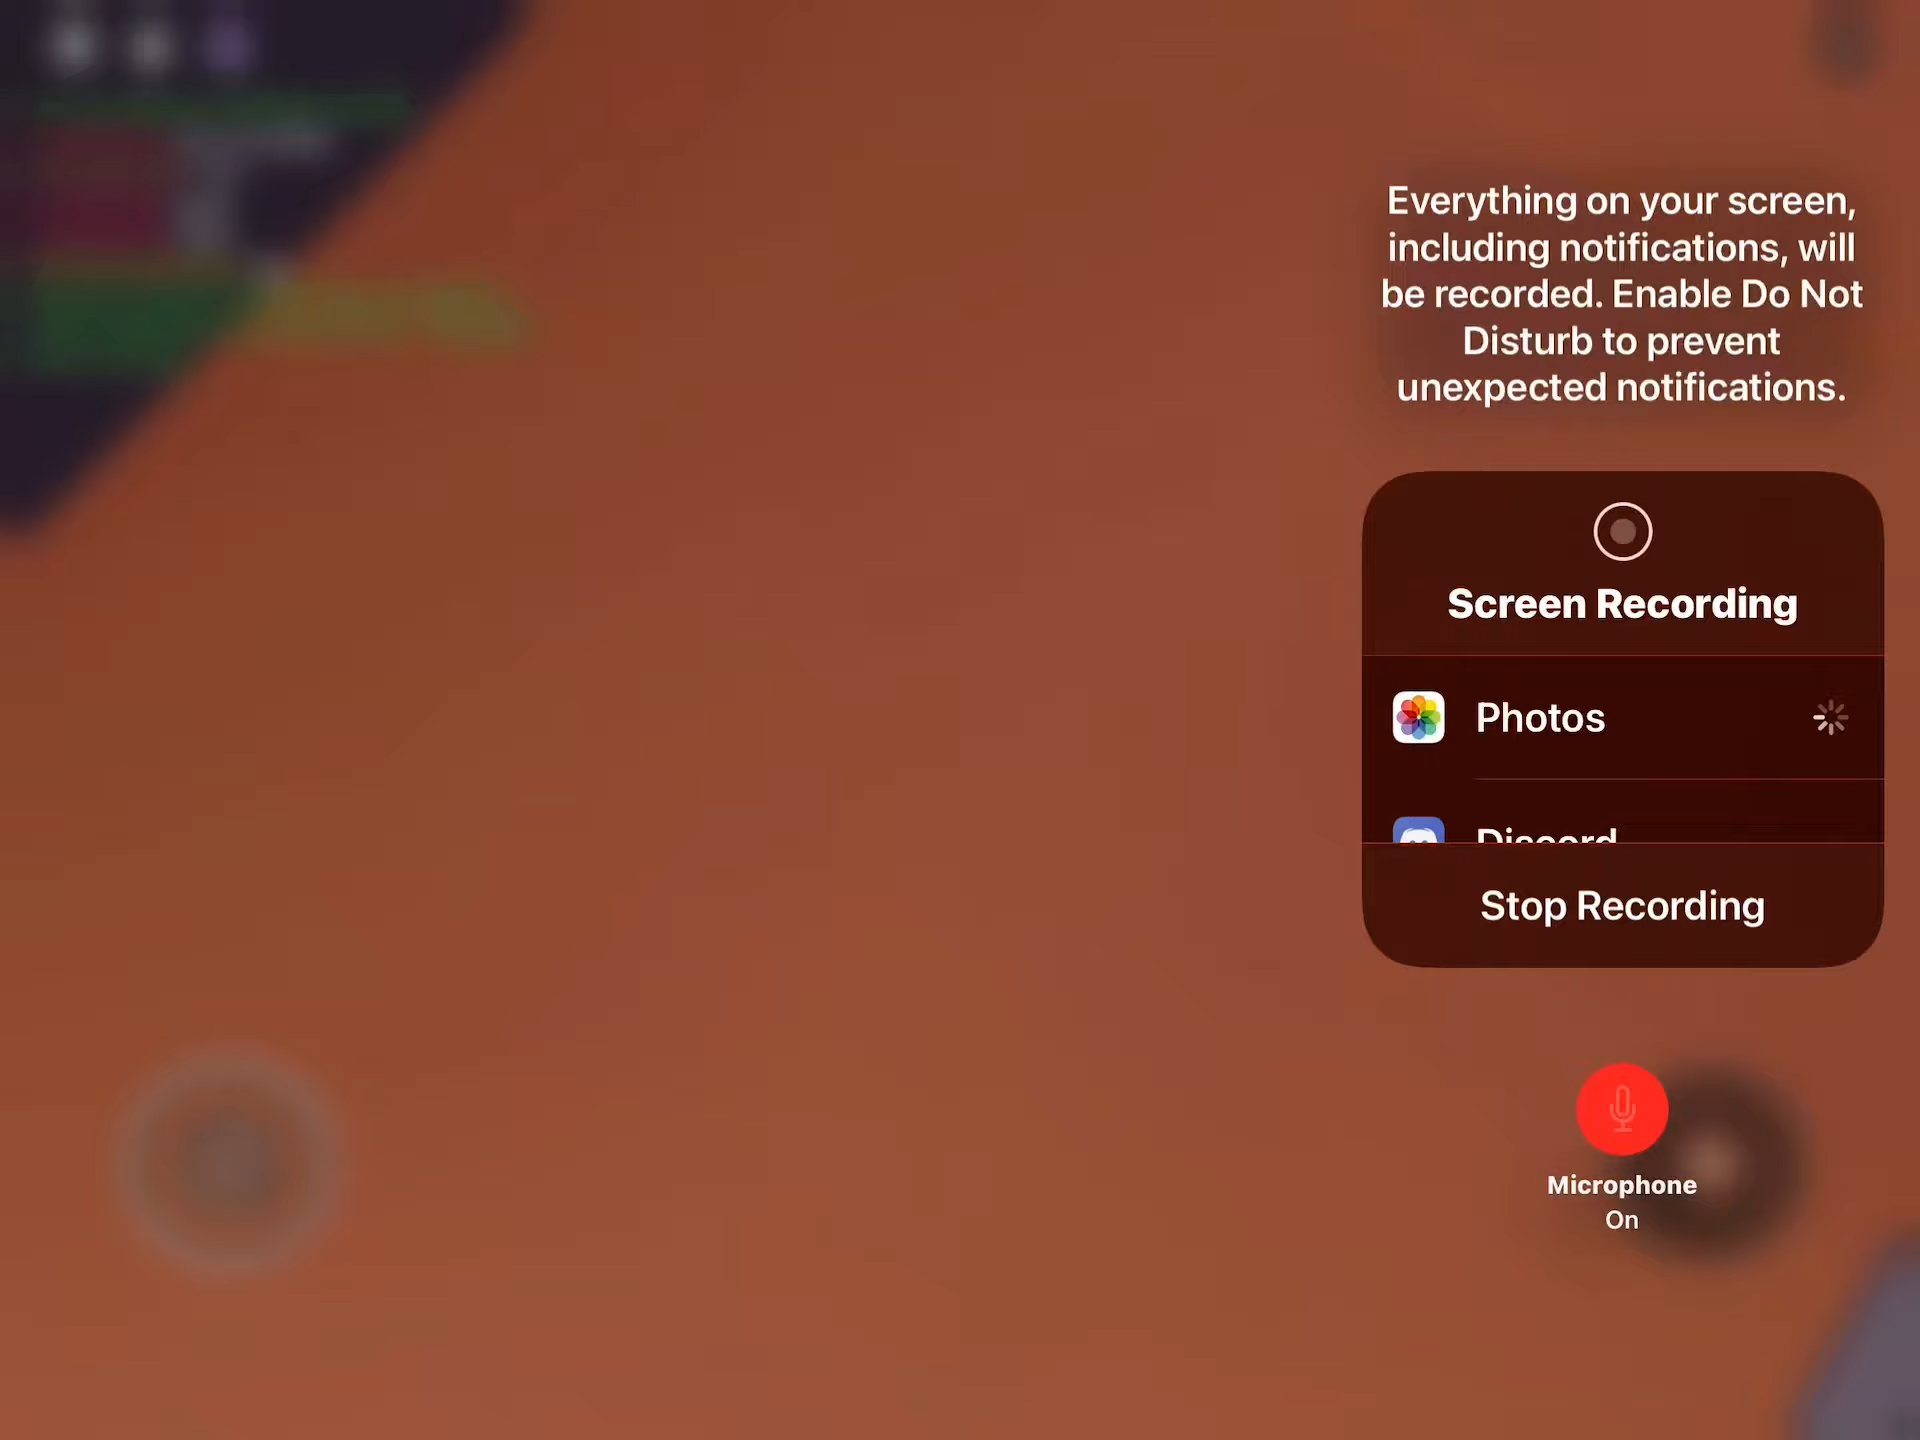 Everything on your screen,
including notifications, will
be recorded. Enable Do Not
Disturb to prevent
unexpected notifications.
Screen Recording
Photos
Discord
Stop Recording
Microphone
On